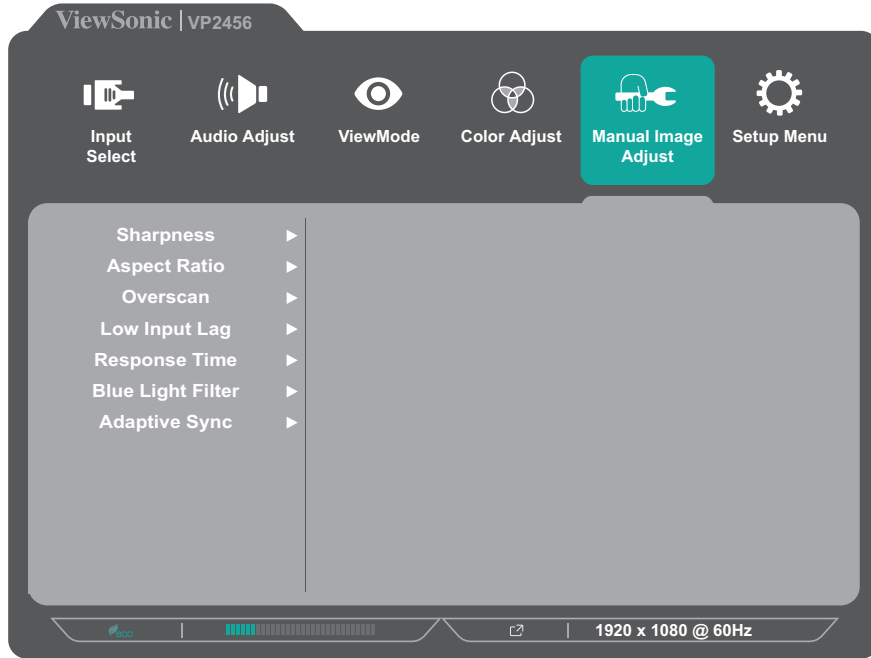 ViewSonic | VP2456
Input
Select
Audio Adjust
ViewMode
Color Adjust
Manual Image
Adjust
Setup Menu
Sharpness
Aspect Ratio
Overscan
Low Input Lag
Response Time
Blue Light Filter
Adaptive Sync
eco
1920 x 1080 @ 60Hz